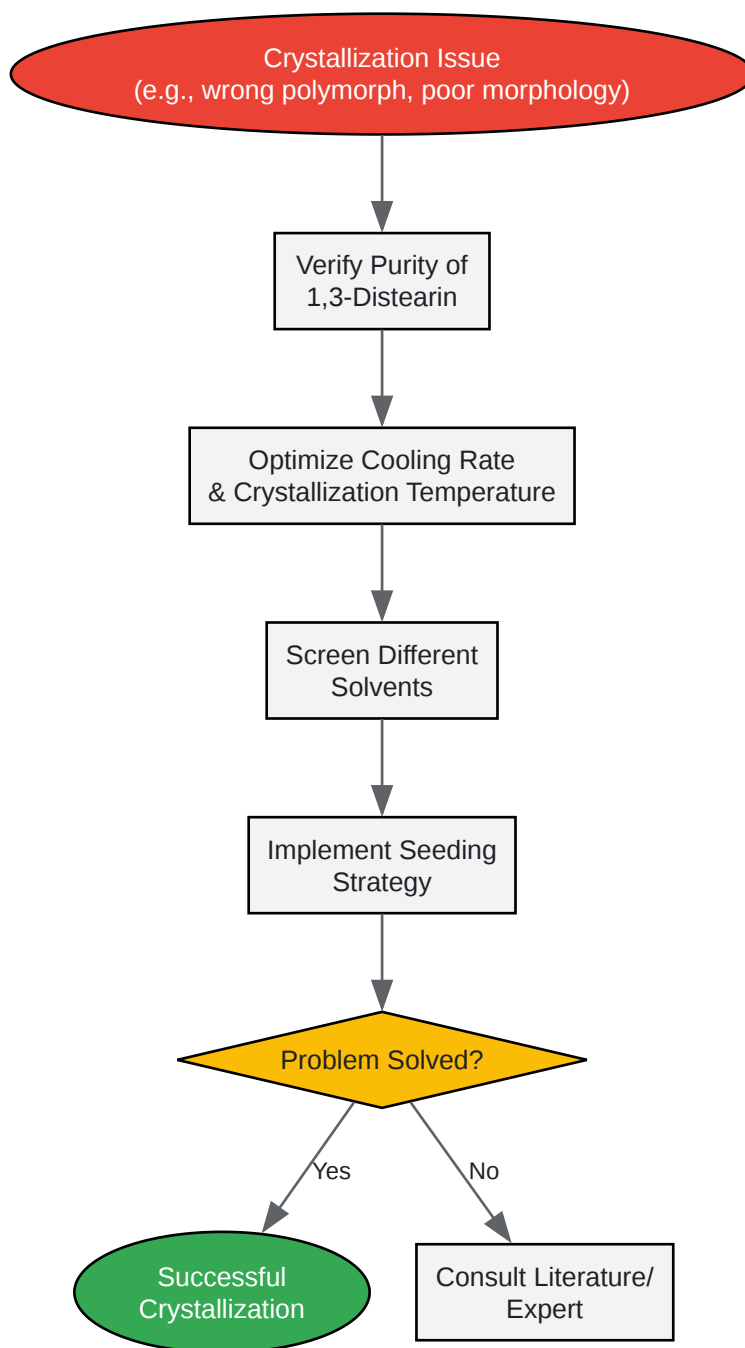 Crystallization Issue
(e.g., wrong polymorph, poor morphology)
Verify Purity of
1,3-Distearin
Optimize Cooling Rate
& Crystallization Temperature
Screen Different
Solvents
Implement Seeding
Strategy
Problem Solved?
Yes
No
Successful
Crystallization
Consult Literature/
Expert